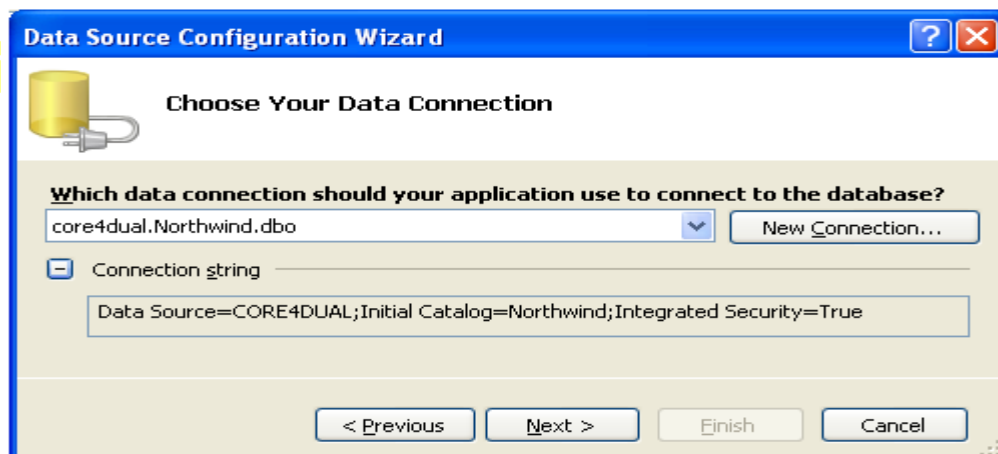 Data Source Configuration Wizard
Choose Your Data Connection
Which data connection should your application use to connect to the database?
core4dual.Northwind.dbo
New Connection...
Connection string
Data Source=CORE4DUAL;Initial Catalog=Northwind;Integrated Security=True
< Previous Next > Finish Cancel